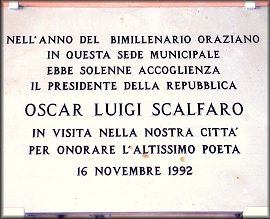 NELL'ANNO DEL BIMILLENARIO ORAZIANO
IN QUESTA SEDE MUNICIPALE
EBBE SOLENNE ACCOGLIENZA
IL PRESIDENTE DELLA REPUBBLICA
OSCAR LUIGI SCALFARO
IN VISITA NELLA NOSTRA CITTA'
PER ONORARE L'ALTISSIMO POETA
16 NOVEMBRE 1992